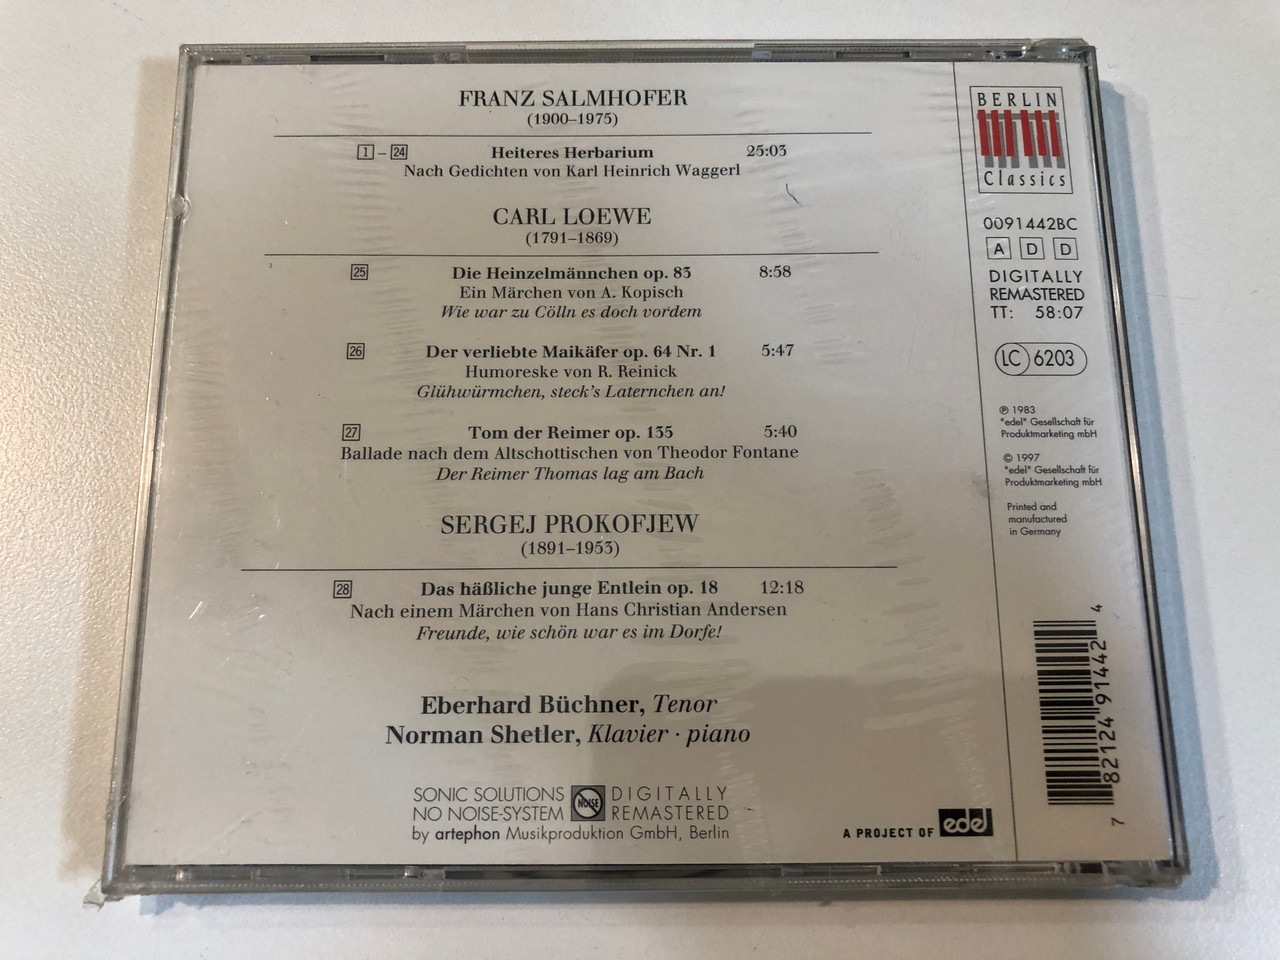 FRANZ SALMHOFER
(1900–1975)
1 – 24 Heiteres Herbarium 25:03
Nach Gedichten von Karl Heinrich Waggerl
CARL LOEWE
(1791–1869)
25 Die Heinzelmännchen op. 83 8:58
Ein Märchen von A. Kopisch
Wie war zu Cölln es doch vordem
26 Der verliebte Maikäfer op. 64 Nr. 1 5:47
Humoreske von R. Reinick
Glühwürmchen, steck's Laternchen an!
27 Tom der Reimer op. 135 5:40
Ballade nach dem Altschottischen von Theodor Fontane
Der Reimer Thomas lag am Bach
SERGEJ PROKOFJEW
(1891–1953)
28 Das häßliche junge Entlein op. 18 12:18
Nach einem Märchen von Hans Christian Andersen
Freunde, wie schön war es im Dorfe!
Eberhard Büchner, Tenor
Norman Shetler, Klavier · piano
SONIC SOLUTIONS NOISE DIGITALLY
NO NOISE-SYSTEM REMASTERED
by artephon Musikproduktion GmbH, Berlin
A PROJECT OF edel
BERLIN
Classics
0091442BC
A D D
DIGITALLY
REMASTERED
TT: 58:07
LC 6203
℗ 1983
"edel" Gesellschaft für
Produktmarketing mbH
© 1997
"edel" Gesellschaft für
Produktmarketing mbH
Printed and
manufactured
in Germany
7 82124 91442 4